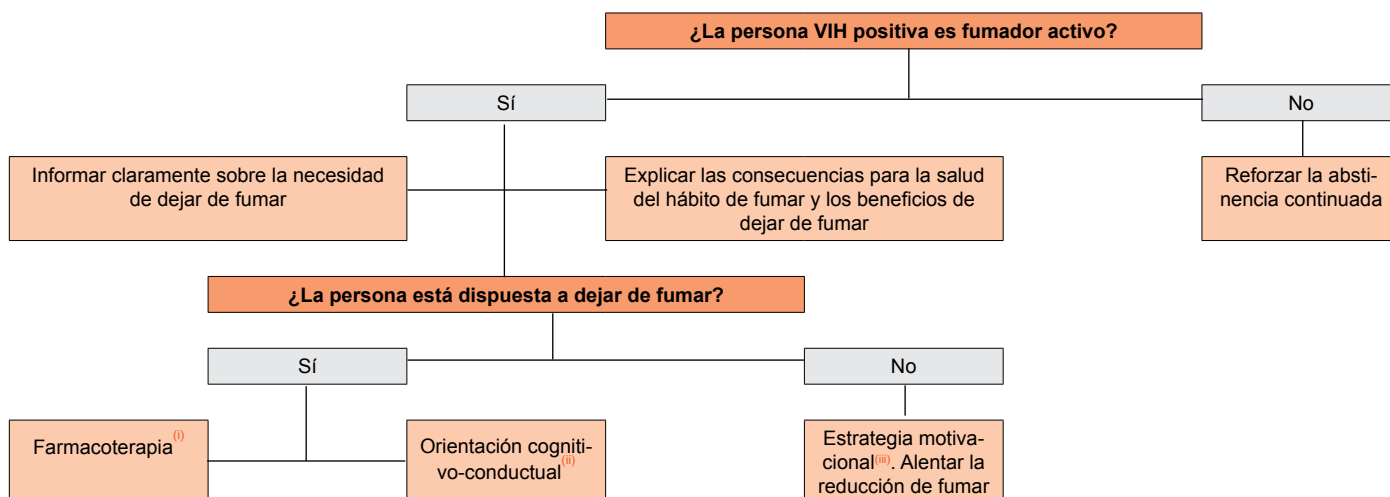 ¿La persona VIH positiva es fumador activo?
Sí
No
Informar claramente sobre la necesidad
de dejar de fumar
Explicar las consecuencias para la salud
del hábito de fumar y los beneficios de
dejar de fumar
Reforzar la absti-
nencia continuada
¿La persona está dispuesta a dejar de fumar?
Sí
No
Farmacoterapia(i)
Orientación cogniti-
vo-conductual(ii)
Estrategia motiva-
cional(iii). Alentar la
reducción de fumar